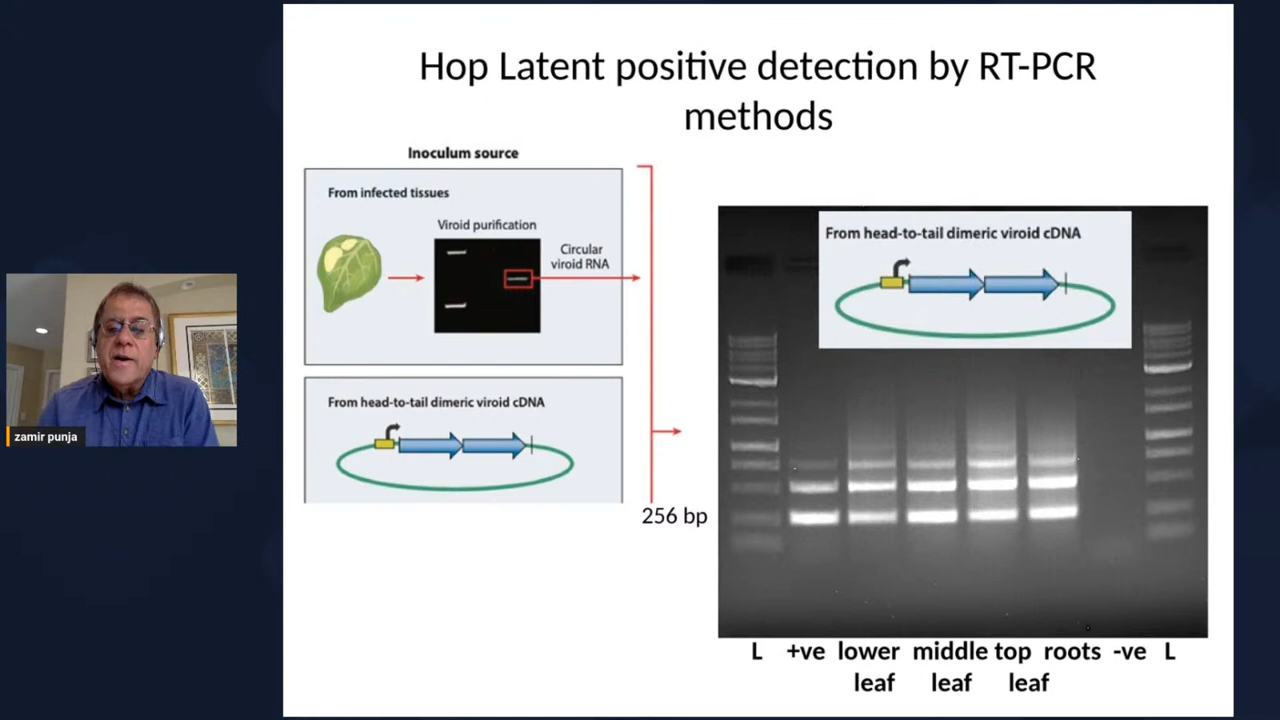 Hop Latent positive detection by RT-PCR
methods
Inoculum source
From infected tissues
Viroid purification
Circular
viroid RNA
From head-to-tail dimeric viroid cDNA
256 bp
From head-to-tail dimeric viroid cDNA
L +ve lower middle top roots -ve L
leaf leaf leaf
zamir punja